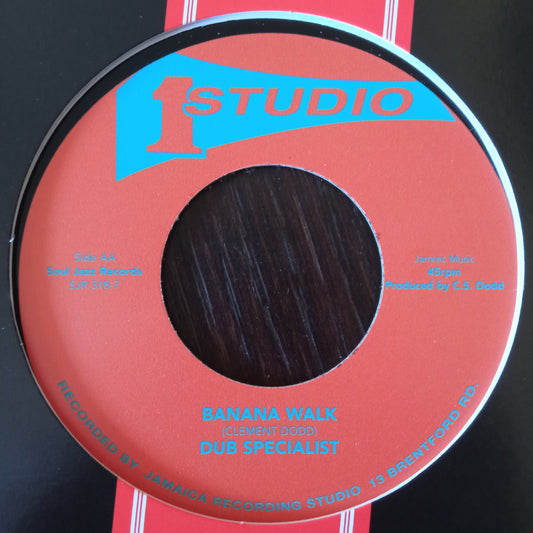 1 STUDIO
Side AA
Soul Jazz Records
SJR 318-7
Jamrec Music
45rpm
Produced by C.S. Dodd
BANANA WALK
(CLEMENT DODD)
DUB SPECIALIST
RECORDED BY JAMAICA RECORDING STUDIO 13 BRENTFORD RD.